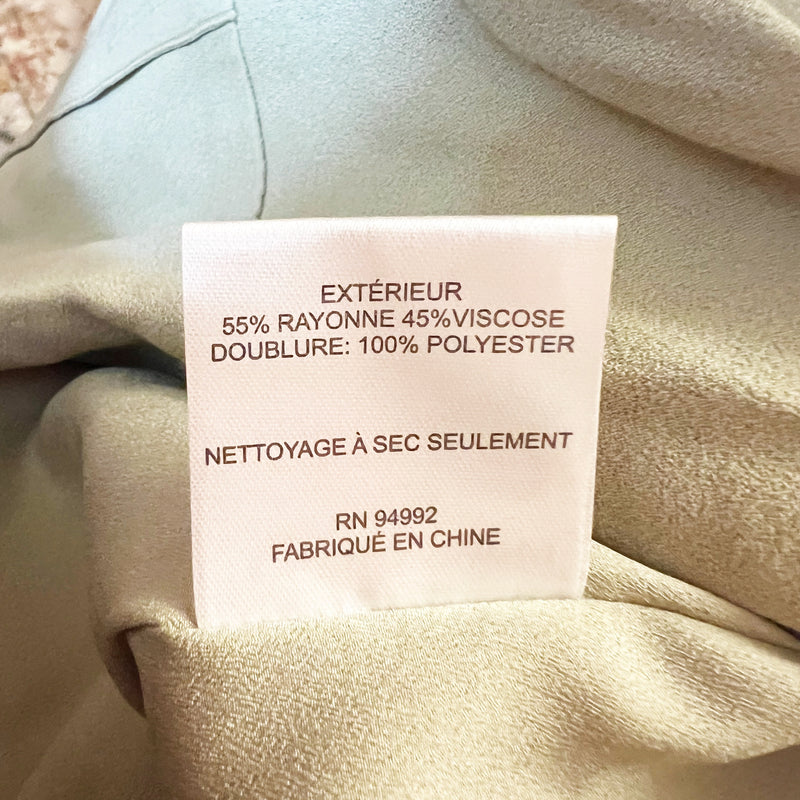 EXTÉRIEUR
55% RAYONNE 45%VISCOSE
DOUBLURE: 100% POLYESTER
NETTOYAGE À SEC SEULEMENT
RN 94992
FABRIQUÉ EN CHINE